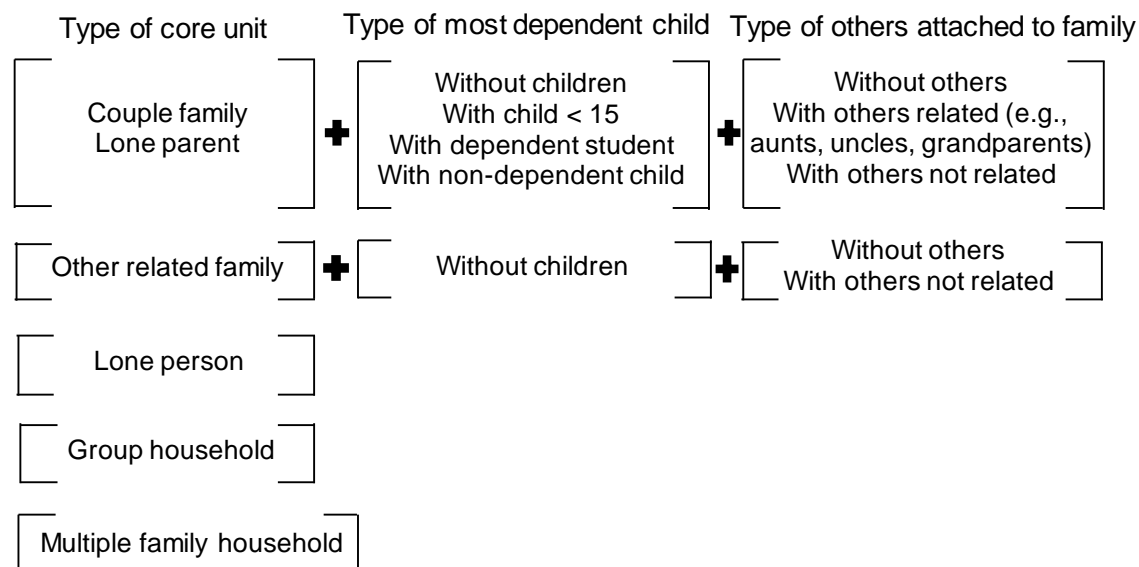 Type of core unit
Type of most dependent child
Type of others attached to family
Couple family
Lone parent
Without children
With child < 15
With dependent student
With non-dependent child
Without others
With others related (e.g.,
aunts, uncles, grandparents)
With others not related
Other related family
Without children
Without others
With others not related
Lone person
Group household
Multiple family household